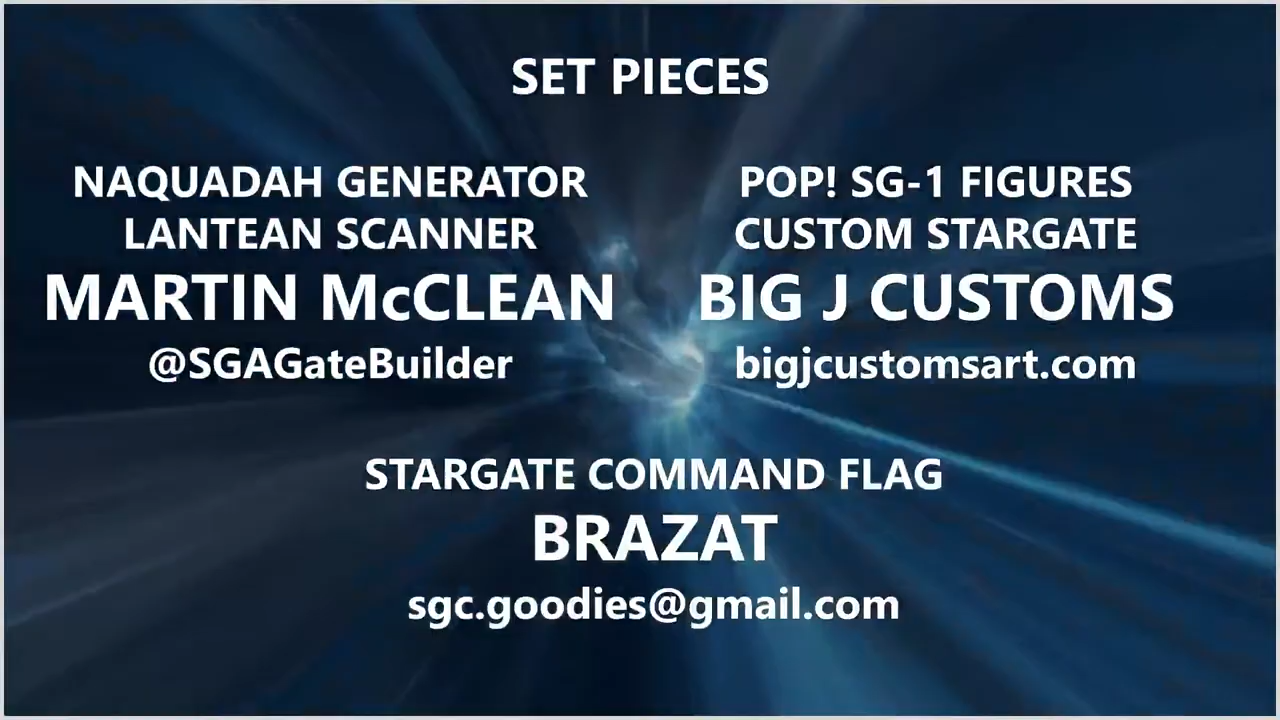 SET PIECES
NAQUADAH GENERATOR
LANTEAN SCANNER
MARTIN McCLEAN
@SGAGateBuilder
POP! SG-1 FIGURES
CUSTOM STARGATE
BIG J CUSTOMS
bigjcustomsart.com
STARGATE COMMAND FLAG
BRAZAT
sgc.goodies@gmail.com